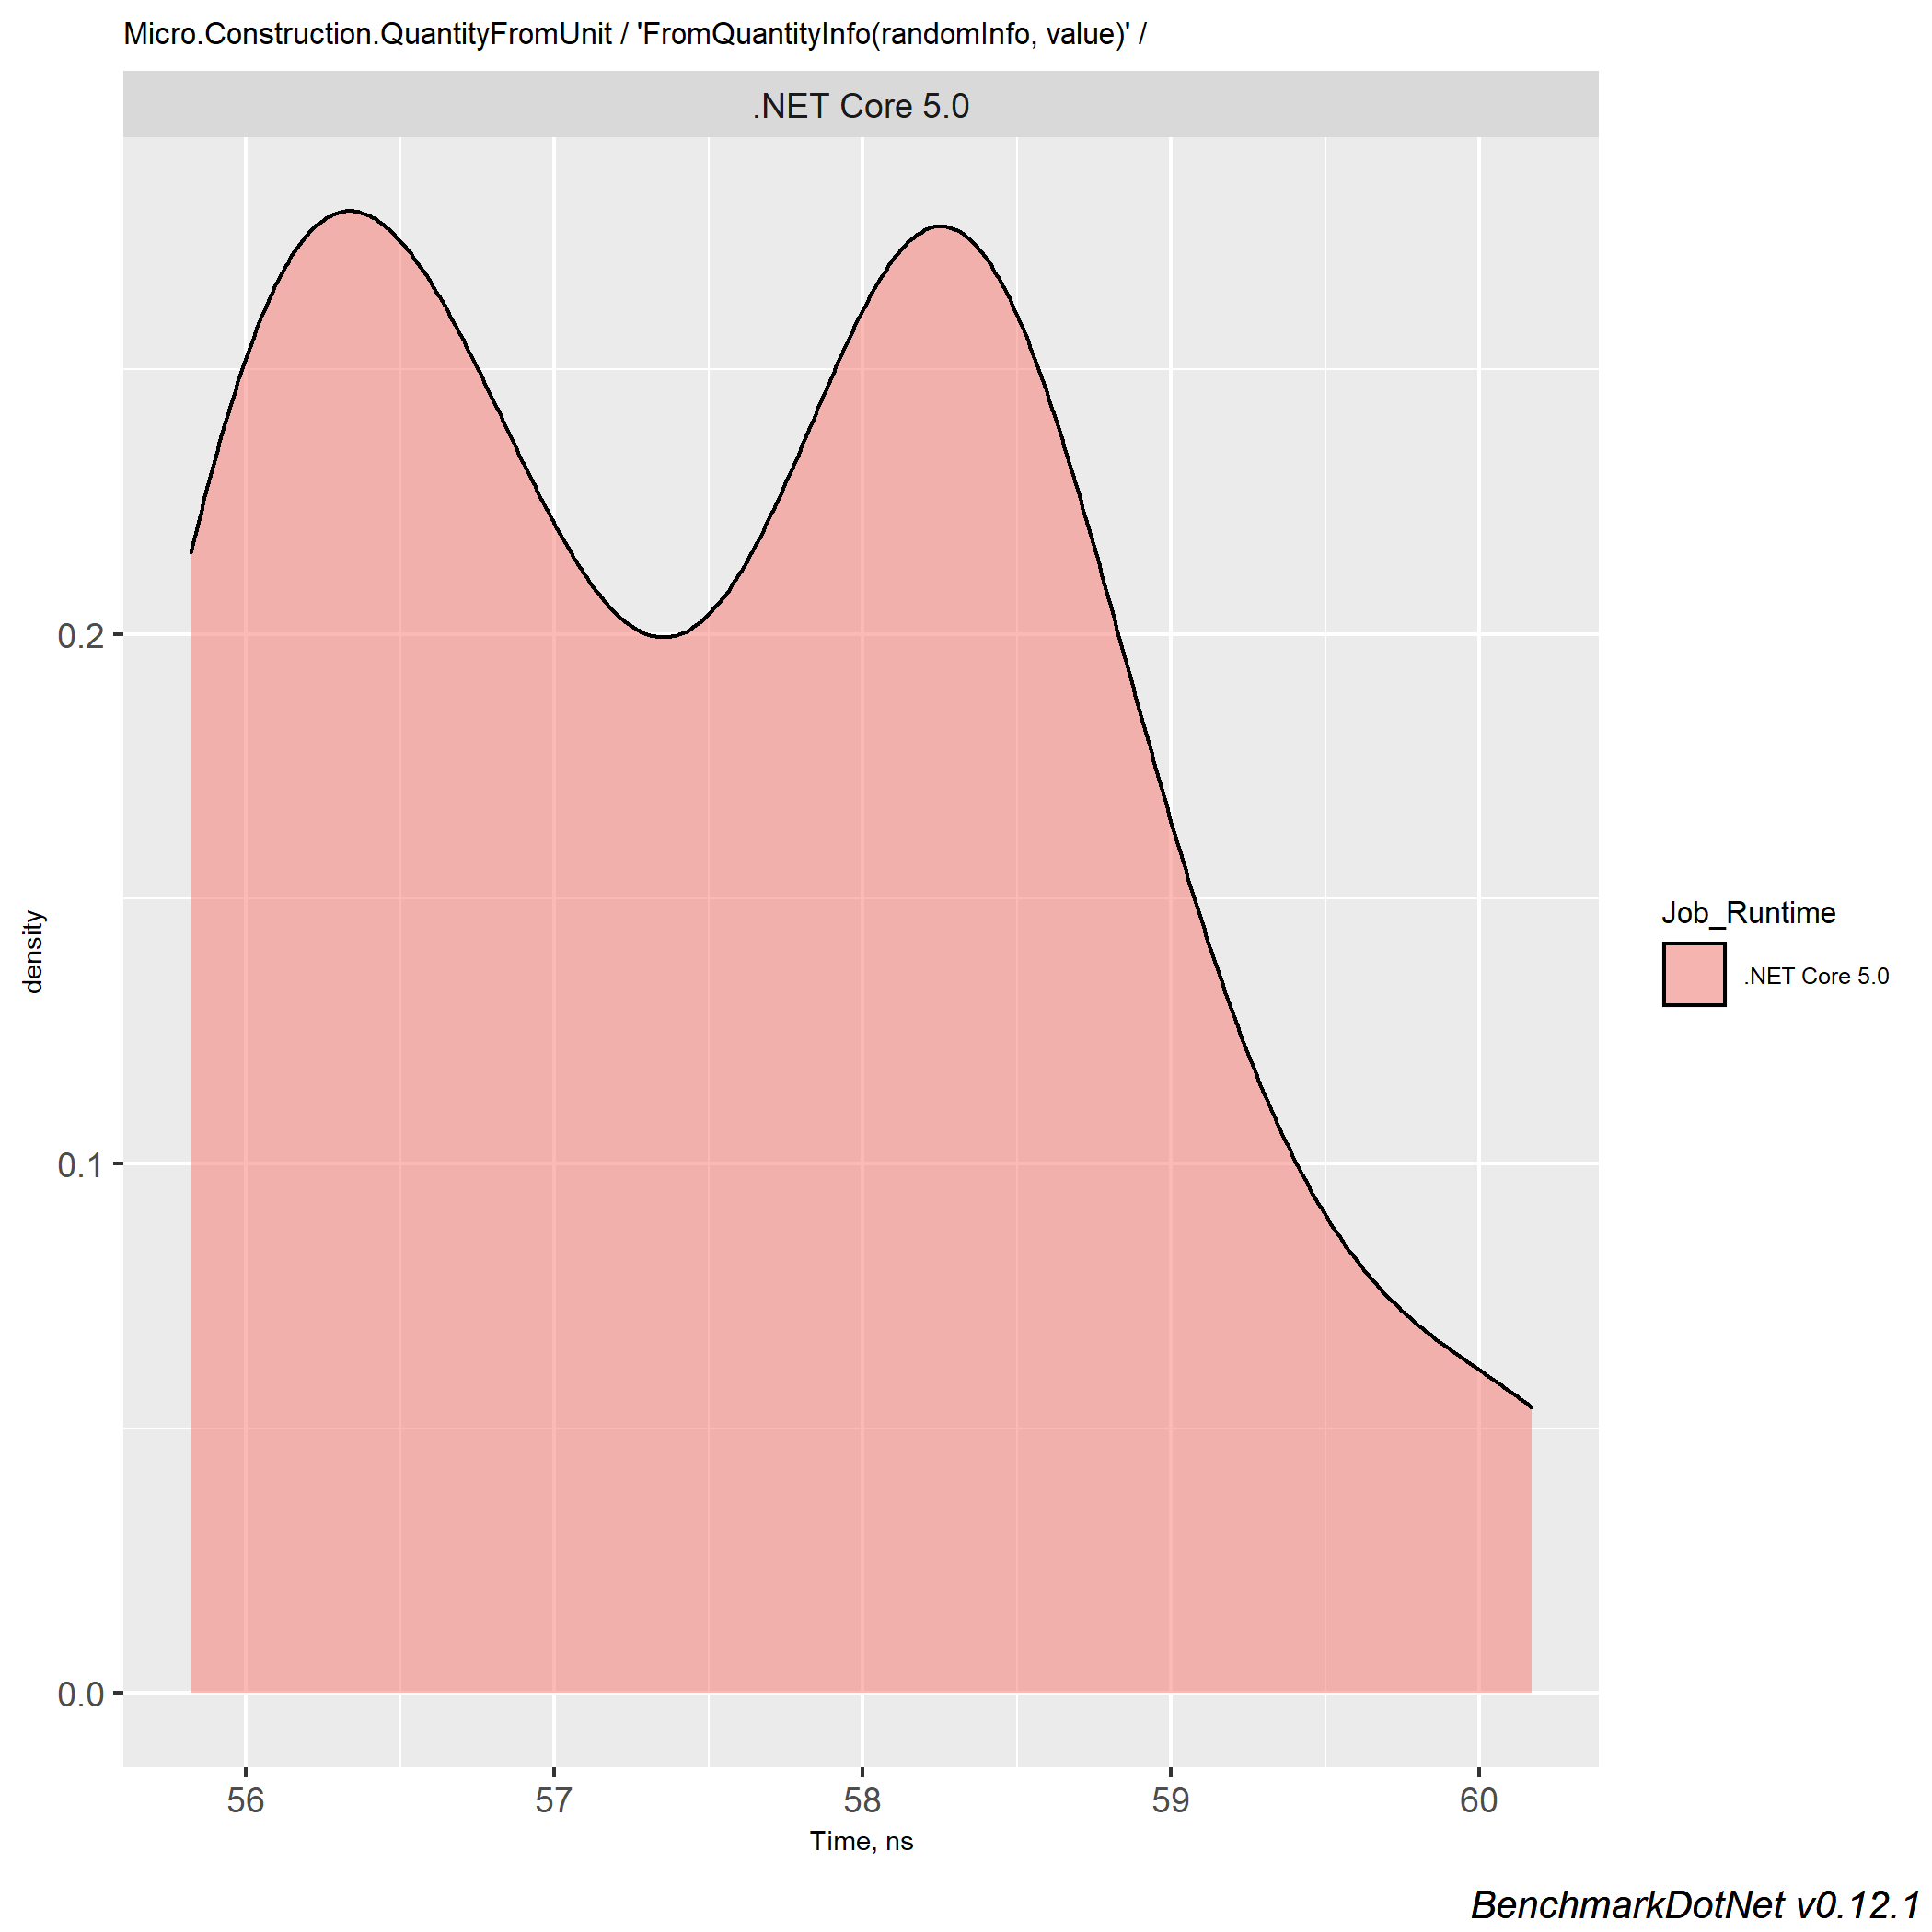 Micro.Construction.QuantityFromUnit / 'FromQuantityInfo(randomInfo, value)' /
.NET Core 5.0
density
0.2
0.1
0.0
56 57 58 59 60
Time, ns
Job_Runtime
.NET Core 5.0
BenchmarkDotNet v0.12.1